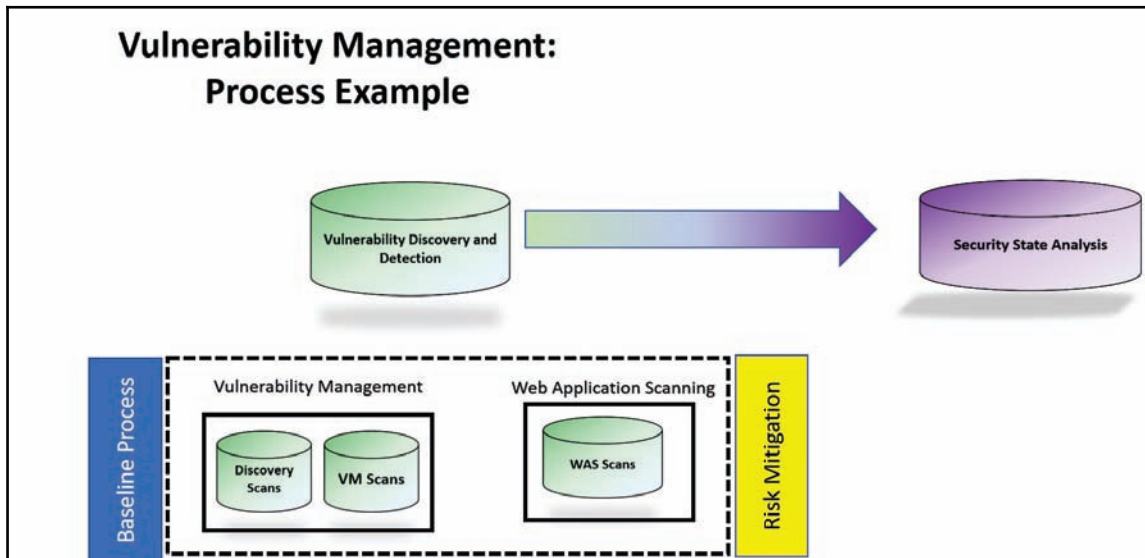 Vulnerability Management:
Process Example
Vulnerability Discovery and
Detection
Security State Analysis
Baseline Process
Vulnerability Management
Discovery
Scans
VM Scans
Web Application Scanning
WAS Scans
Risk Mitigation